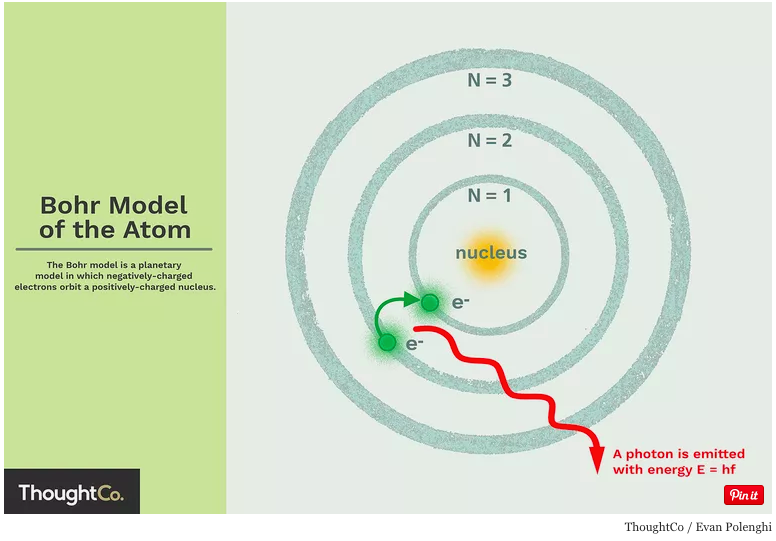 Bohr Model
of the Atom
The Bohr model is a planetary
model in which negatively-charged
electrons orbit a positively-charged nucleus.
N = 3
N = 2
N = 1
nucleus
e-
e-
A photon is emitted
with energy E = hf
ThoughtCo.
Pin it
ThoughtCo / Evan Polenghi